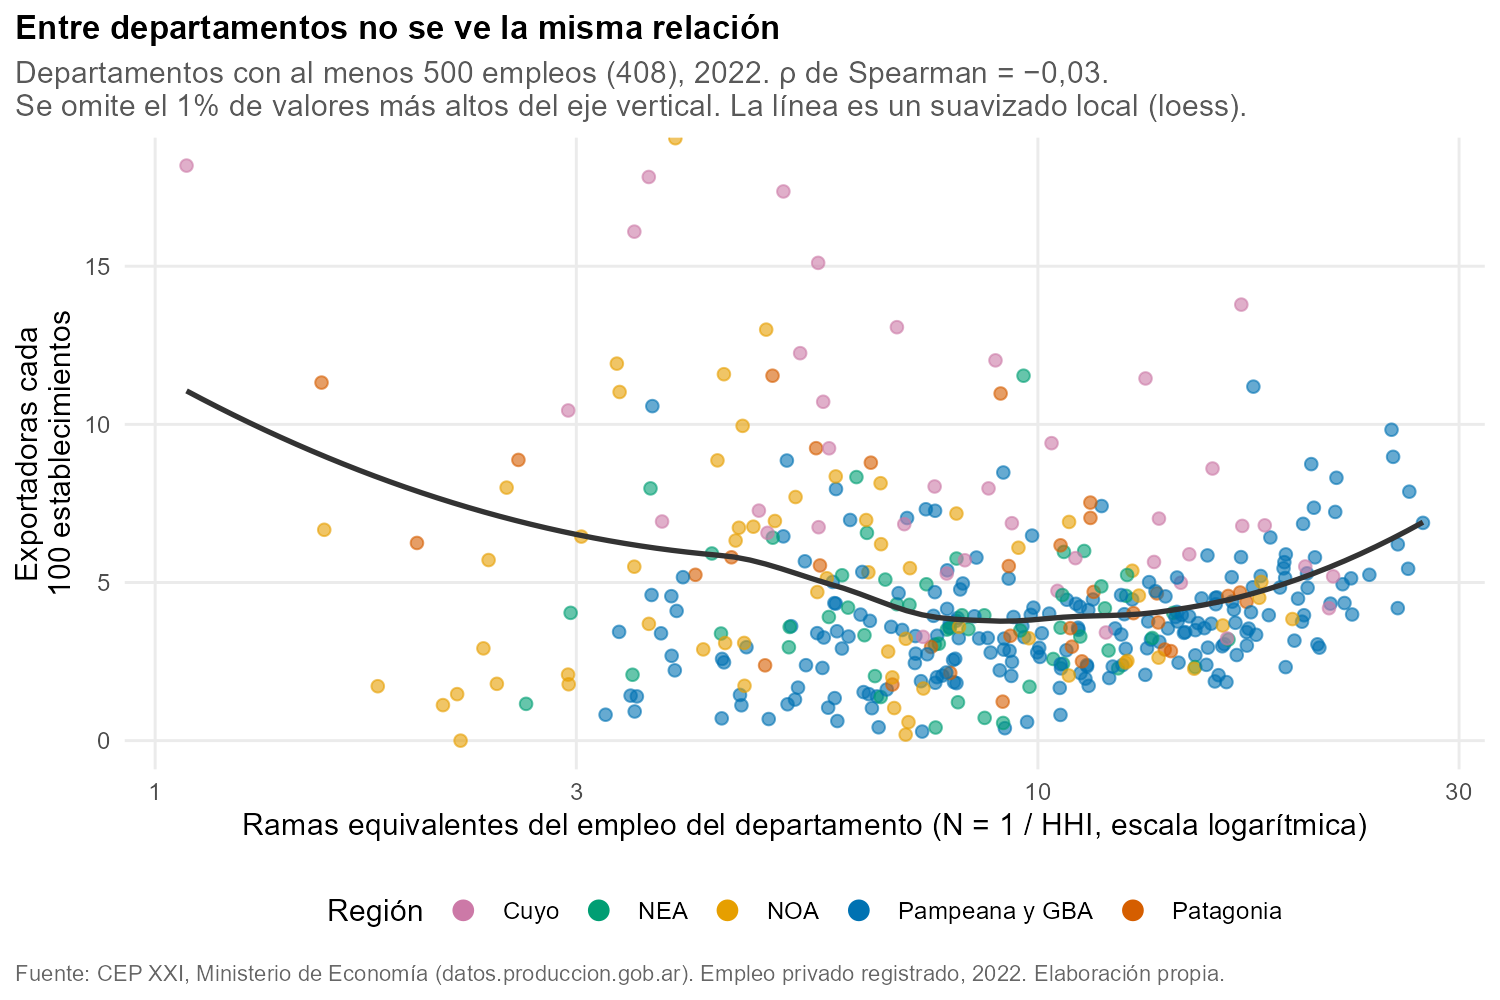 Entre departamentos no se ve la misma relación
Departamentos con al menos 500 empleos (408), 2022. ρ de Spearman = −0,03.
Se omite el 1% de valores más altos del eje vertical. La línea es un suavizado local (loess).
Exportadoras cada
100 establecimientos
15
10
5
0
1
3
10
30
Ramas equivalentes del empleo del departamento (N = 1 / HHI, escala logarítmica)
Región
Cuyo
NEA
NOA
Pampeana y GBA
Patagonia
Fuente: CEP XXI, Ministerio de Economía (datos.produccion.gob.ar). Empleo privado registrado, 2022. Elaboración propia.